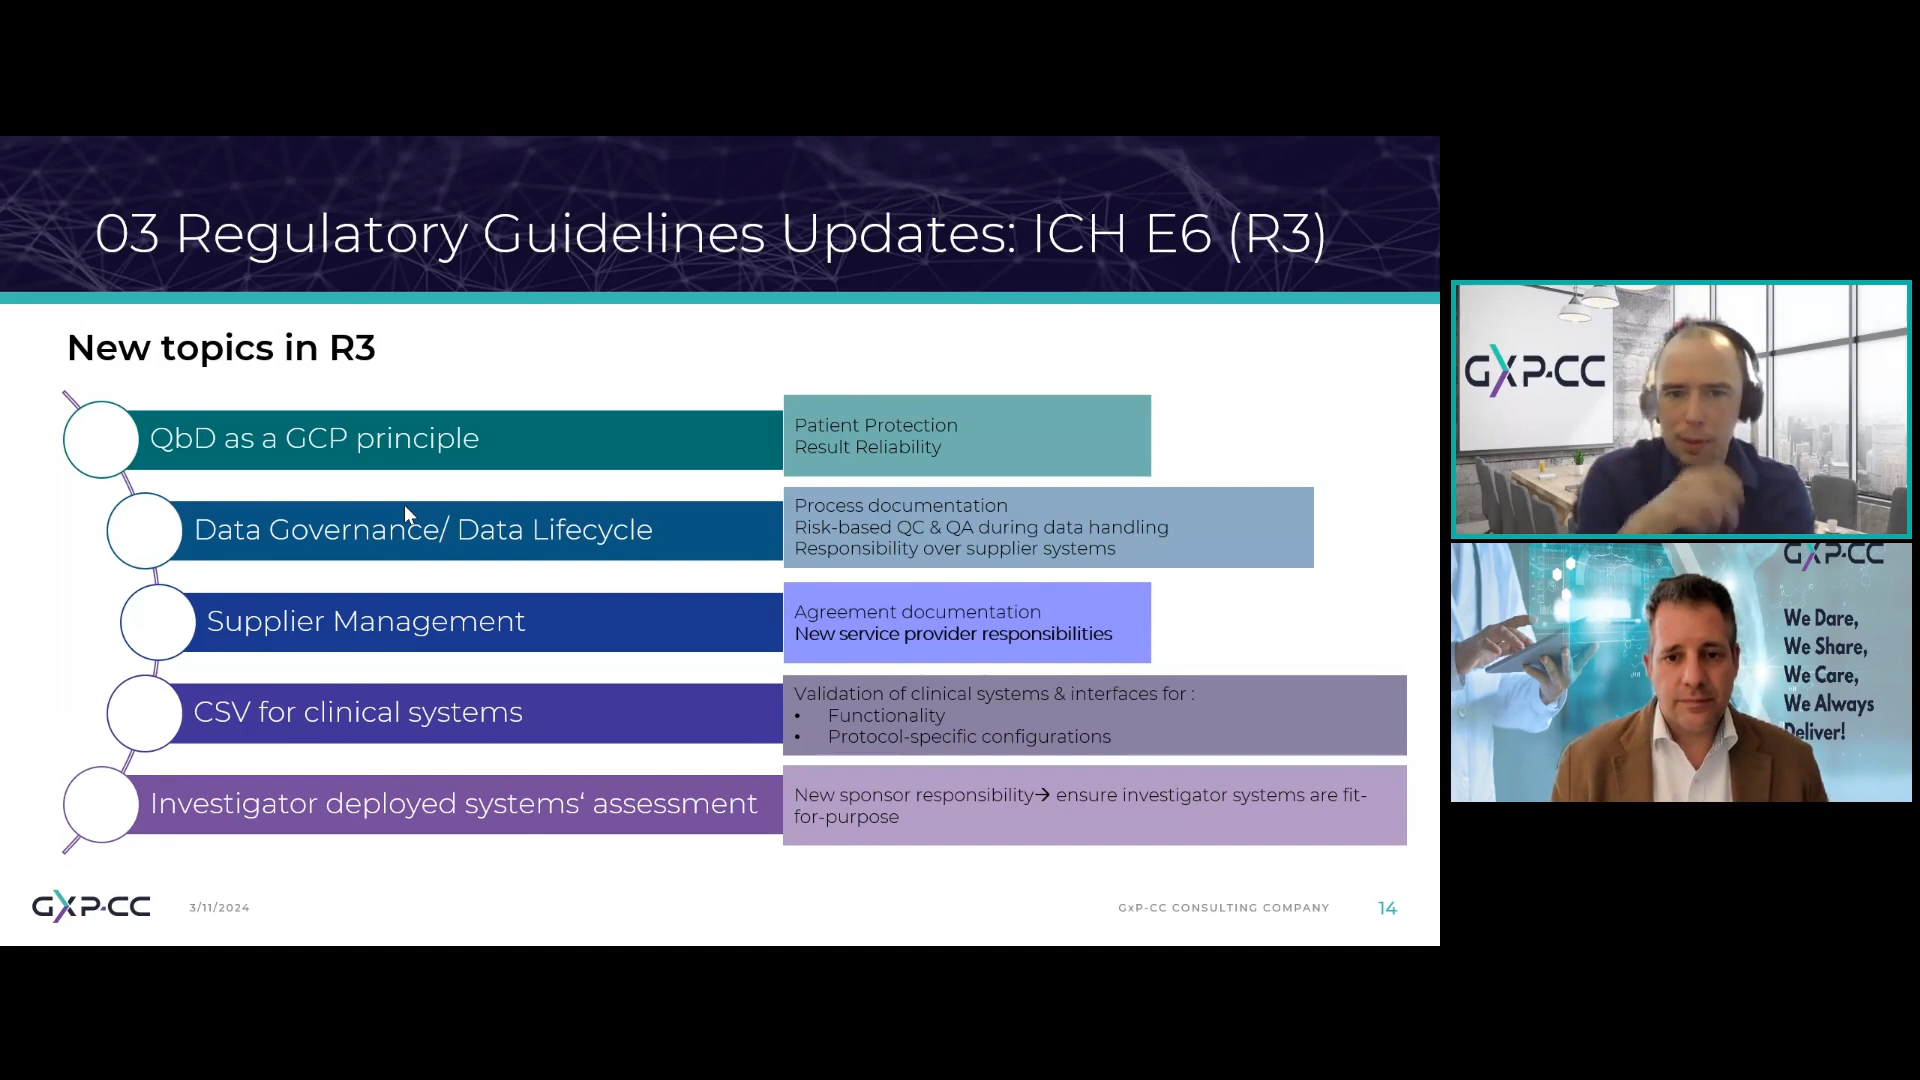 03 Regulatory Guidelines Updates: ICH E6 (R3)
New topics in R3
QbD as a GCP principle
Patient Protection
Result Reliability
Data Governance/ Data Lifecycle
Process documentation
Risk-based QC & QA during data handling
Responsibility over supplier systems
Supplier Management
Agreement documentation
New service provider responsibilities
CSV for clinical systems
Validation of clinical systems & interfaces for :
• Functionality
• Protocol-specific configurations
Investigator deployed systems‘ assessment
New sponsor responsibility→ ensure investigator systems are fit-
for-purpose
GXP-CC
3/11/2024
GxP-CC CONSULTING COMPANY
14
GXP-CC
GXP-CC
We Dare,
We Share,
We Care,
We Always
Deliver!